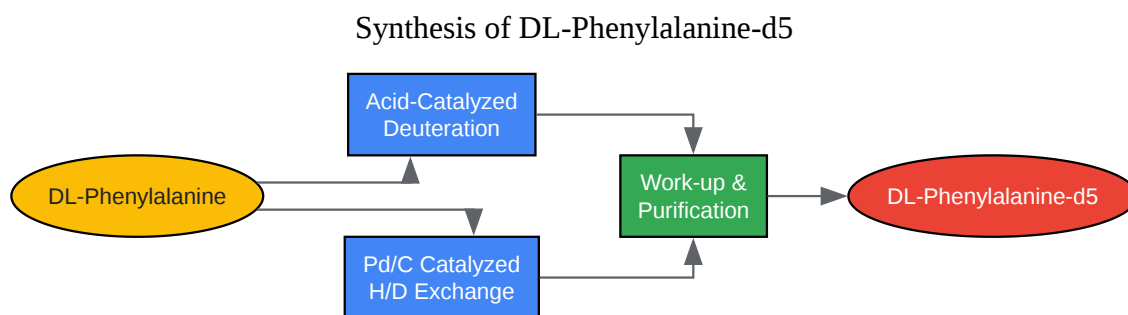 Synthesis of DL-Phenylalanine-d5
Acid-Catalyzed
Deuteration
DL-Phenylalanine
Work-up &
Purification
DL-Phenylalanine-d5
Pd/C Catalyzed
H/D Exchange